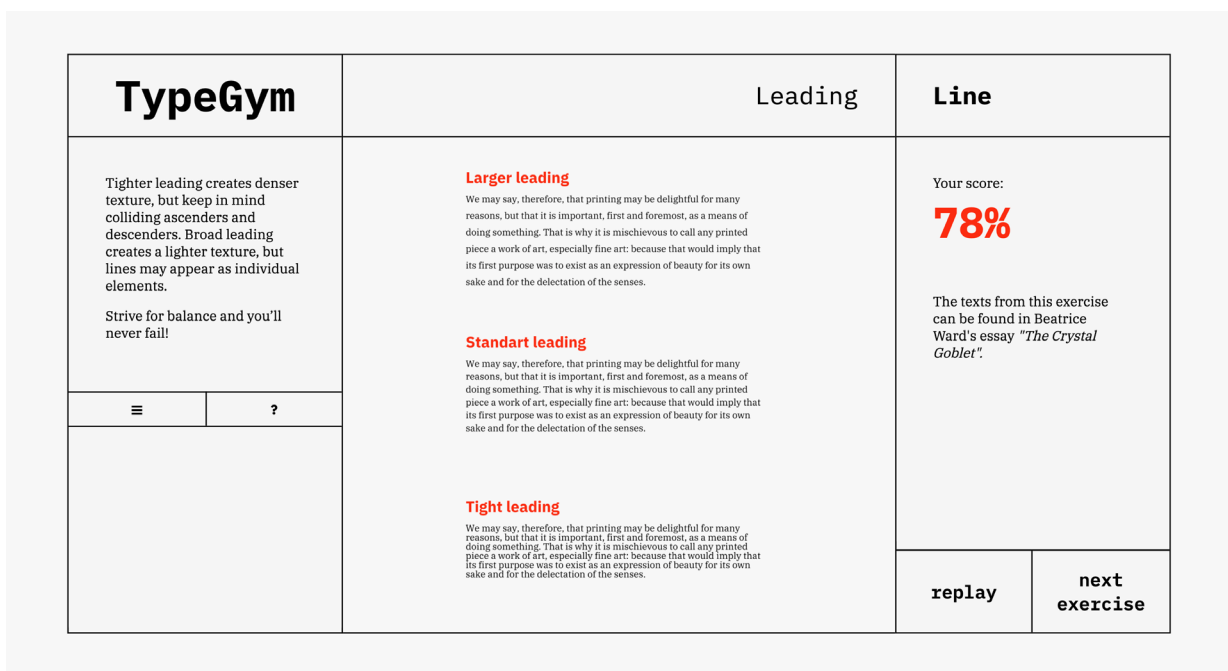 TypeGym
Leading
Line
Tighter leading creates denser
texture, but keep in mind
colliding ascenders and
descenders. Broad leading
creates a lighter texture, but
lines may appear as individual
elements.
Strive for balance and you’ll
never fail!
?
Larger leading
We may say, therefore, that printing may be delightful for many
reasons, but that it is important, first and foremost, as a means of
doing something. That is why it is mischievous to call any printed
piece a work of art, especially fine art: because that would imply that
its first purpose was to exist as an expression of beauty for its own
sake and for the delectation of the senses.
Standart leading
We may say, therefore, that printing may be delightful for many
reasons, but that it is important, first and foremost, as a means of
doing something. That is why it is mischievous to call any printed
piece a work of art, especially fine art: because that would imply that
its first purpose was to exist as an expression of beauty for its own
sake and for the delectation of the senses.
Tight leading
We may say, therefore, that printing may be delightful for many
reasons, but that it is important, first and foremost, as a means of
doing something. That is why it is mischievous to call any printed
piece a work of art, especially fine art: because that would imply that
its first purpose was to exist as an expression of beauty for its own
sake and for the delectation of the senses.
Your score:
78%
The texts from this exercise
can be found in Beatrice
Ward's essay "The Crystal
Goblet".
replay
next
exercise